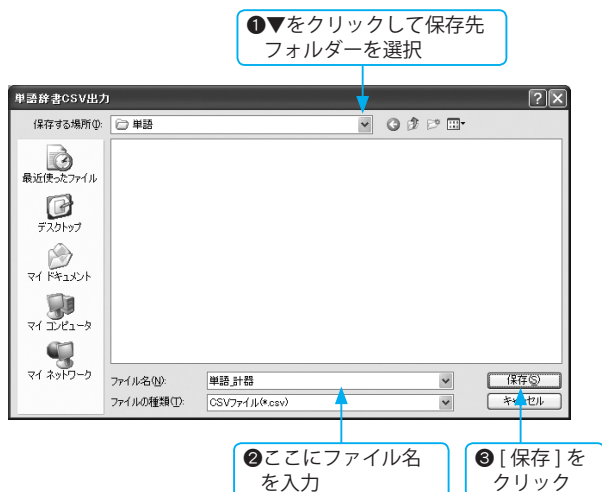 ❶▼をクリックして保存先
フォルダーを選択
単語辞書CSV出力
保存する場所(I):
単語
最近使ったファイル
デスクトップ
マイ ドキュメント
マイ コンピュータ
マイ ネットワーク
ファイル名(N):
単語_計器
保存(S)
ファイルの種類(T):
CSVファイル(*.csv)
キャンセル
❷ここにファイル名
を入力
❸[保存]を
クリック